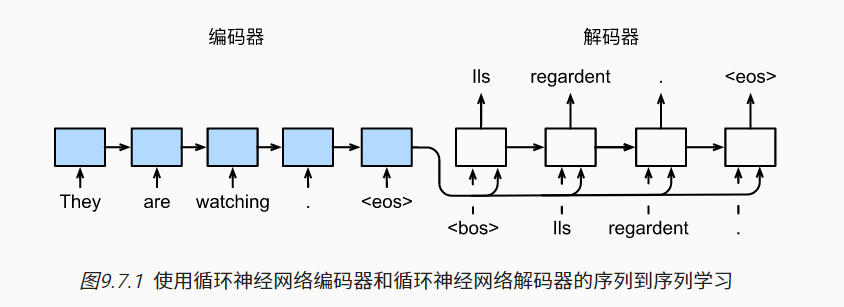 编码器 解码器
Ils regardent . <eos>
They are watching . <eos>
<bos> Ils regardent .
图9.7.1 使用循环神经网络编码器和循环神经网络解码器的序列到序列学习